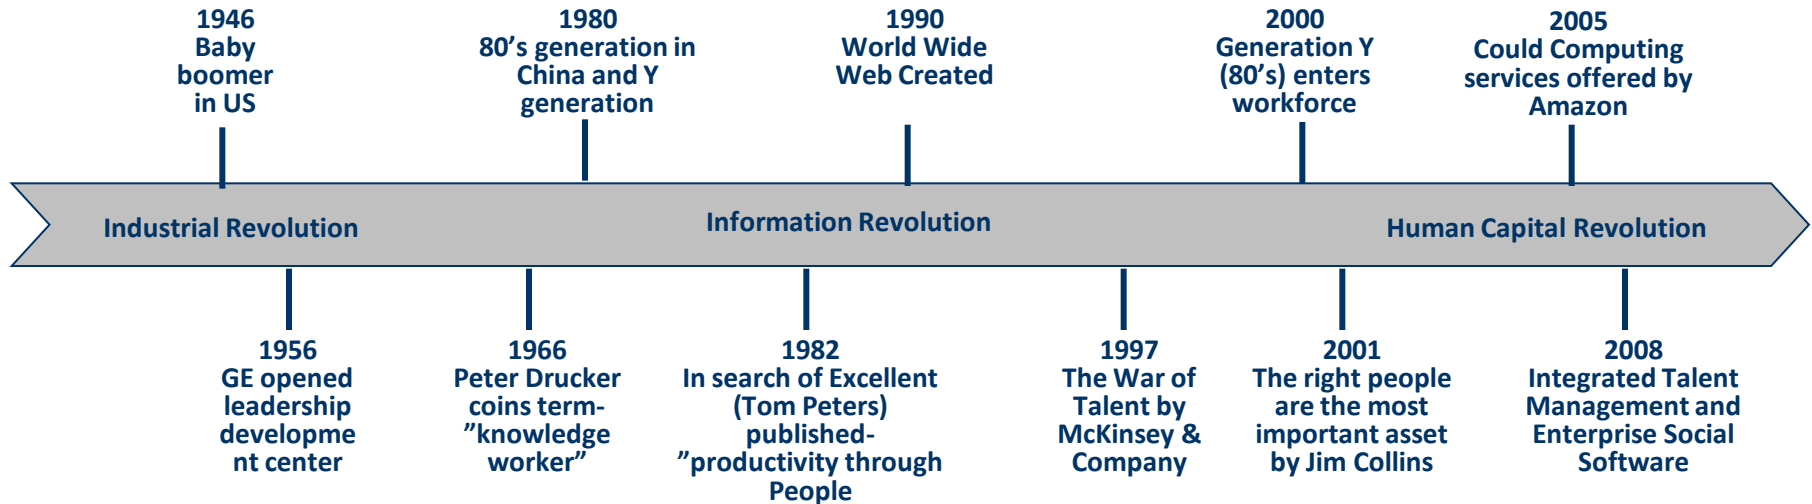 1946
Baby
boomer
in US
1980
80’s generation in
China and Y
generation
1990
World Wide
Web Created
2000
Generation Y
(80’s) enters
workforce
2005
Could Computing
services offered by
Amazon
Industrial Revolution
Information Revolution
Human Capital Revolution
1956
GE opened
leadership
developme
nt center
1966
Peter Drucker
coins term-
”knowledge
worker”
1982
In search of Excellent
(Tom Peters)
published-
”productivity through
People
1997
The War of
Talent by
McKinsey &
Company
2001
The right people
are the most
important asset
by Jim Collins
2008
Integrated Talent
Management and
Enterprise Social
Software